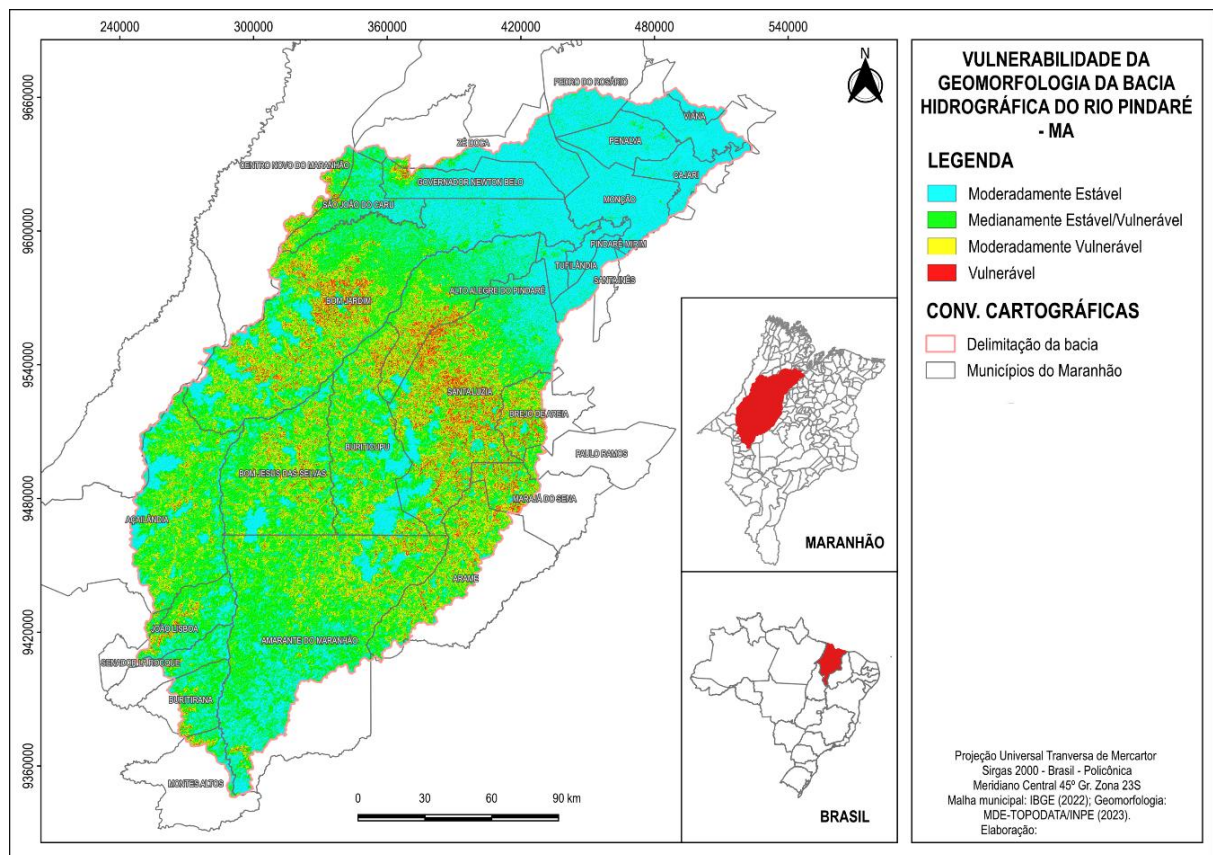 240000 300000 360000 420000 480000 540000
9660000
9600000
9540000
9480000
9420000
9360000
N
PEDRO DO ROSÁRIO
VIANA
ZÉ DOCA
PENALVA
CENTRO NOVO DO MARANHÃO
CAJARI
GOVERNADOR NEWTON BELO
MONÇÃO
SÃO JOÃO DO CARÚ
PINDARÉ-MIRIM
TUFILÂNDIA
SANTA INÊS
ALTO ALEGRE DO PINDARÉ
BOM JARDIM
SANTA LUZIA
BREJO DE AREIA
BURITICUPU
PAULO RAMOS
BOM JESUS DAS SELVAS
MARAJÁ DO SENA
AÇAILÂNDIA
ARAME
JOÃO LISBOA
AMARANTE DO MARANHÃO
SENADOR LA ROCQUE
BURITIRANA
MONTES ALTOS
0 30 60 90 km
MARANHÃO
BRASIL
VULNERABILIDADE DA
GEOMORFOLOGIA DA BACIA
HIDROGRÁFICA DO RIO PINDARÉ
- MA
LEGENDA
Moderadamente Estável
Medianamente Estável/Vulnerável
Moderadamente Vulnerável
Vulnerável
CONV. CARTOGRÁFICAS
Delimitação da bacia
Municípios do Maranhão
Projeção Universal Tranversa de Mercartor
Sirgas 2000 - Brasil - Policônica
Meridiano Central 45º Gr. Zona 23S
Malha municipal: IBGE (2022); Geomorfologia:
MDE-TOPODATA/INPE (2023).
Elaboração: